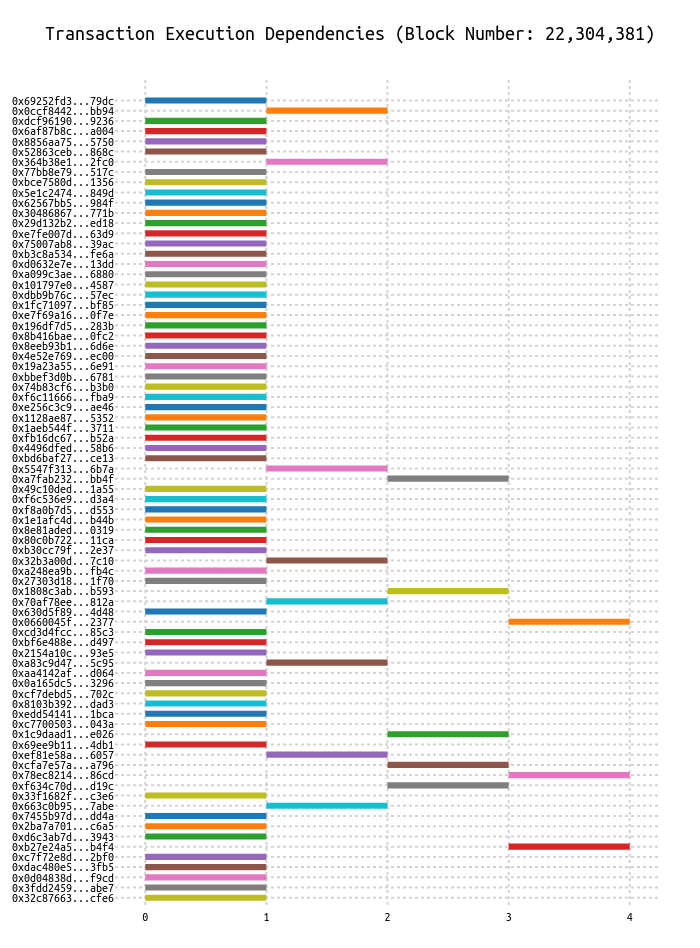 Transaction Execution Dependencies (Block Number: 22,304,381)
0x69252fd3...79dc
0x0ccf8442...bb94
0xdcf96190...9236
0x6af87b8c...a004
0x8856aa75...5750
0x52863ceb...868c
0x364b38e1...2fc0
0x77bb8e79...517c
0xbce7580d...1356
0x5e1c2474...849d
0x62567bb5...984f
0x30486867...771b
0x29d132b2...ed18
0xe7fe007d...63d9
0x75007ab8...39ac
0xb3c8a534...fe6a
0xd0632e7e...13dd
0xa099c3ae...6880
0x101797e0...4587
0xdbb9b76c...57ec
0x1fc71097...bf85
0xe7f69a16...0f7e
0x196df7d5...283b
0x8b416bae...0fc2
0x8eeb93b1...6d6e
0x4e52e769...ec00
0x19a23a55...6e91
0xbbef3d0b...6781
0x74b83cf6...b3b0
0xf6c11666...fba9
0xe256c3c9...ae46
0x1128ae87...5352
0x1aeb544f...3711
0xfb16dc67...b52a
0x4496dfed...58b6
0xbd6baf27...ce13
0x5547f313...6b7a
0xa7fab232...bb4f
0x49c10ded...1a55
0xf6c536e9...d3a4
0xf8a0b7d5...d553
0x1e1afc4d...b44b
0x8e81aded...0319
0x80c0b722...11ca
0xb30cc79f...2e37
0x32b3a00d...7c10
0xa248ea9b...fb4c
0x27303d18...1f70
0x1808c3ab...b593
0x70af78ee...812a
0x630d5f89...4d48
0x0660045f...2377
0xcd3d4fcc...85c3
0xbf6e488e...d497
0x2154a10c...93e5
0xa83c9d47...5c95
0xaa4142af...d064
0x0a165dc5...3296
0xcf7debd5...702c
0x8103b392...dad3
0xedd54141...1bca
0xc7700503...043a
0x1c9daad1...e026
0x69ee9b11...4db1
0xef81e58a...6057
0xcfa7e57a...a796
0x78ec8214...86cd
0xf634c70d...d19c
0x33f1682f...c3e6
0x663c0b95...7abe
0x7455b97d...dd4a
0x2ba7a701...c6a5
0xd6c3ab7d...3943
0xb27e24a5...b4f4
0xc7f72e8d...2bf0
0xdac480e5...3fb5
0x0d04838d...f9cd
0x3fdd2459...abe7
0x32c87663...cfe6
0 1 2 3 4